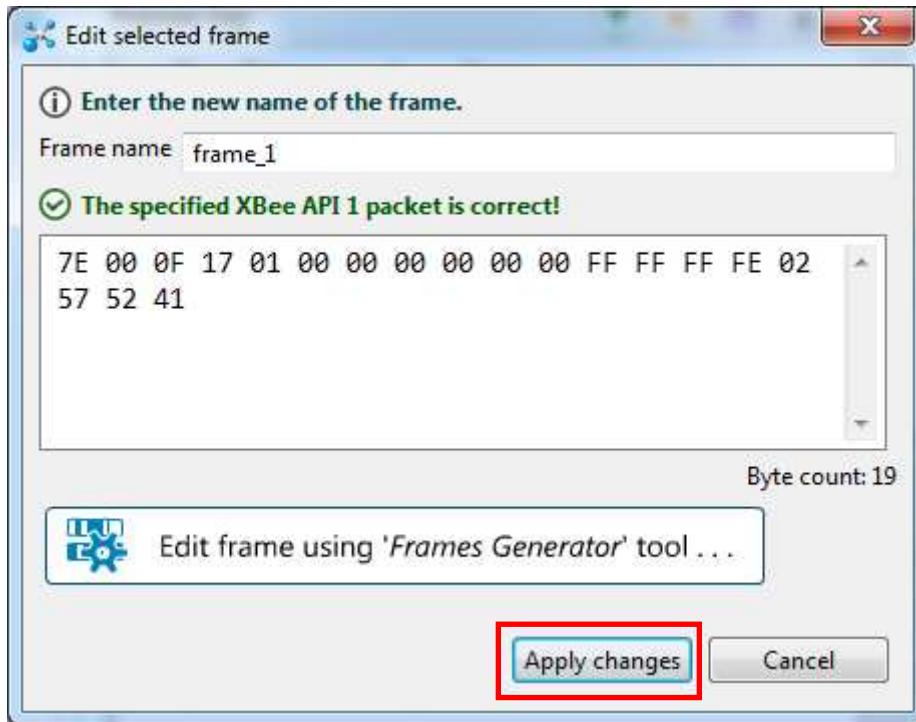 Edit selected frame
Enter the new name of the frame.
Frame name frame_1
The specified XBee API 1 packet is correct!
7E 00 0F 17 01 00 00 00 00 00 00 FF FF FF FE 02
57 52 41
Byte count: 19
Edit frame using 'Frames Generator' tool . . .
Apply changes Cancel